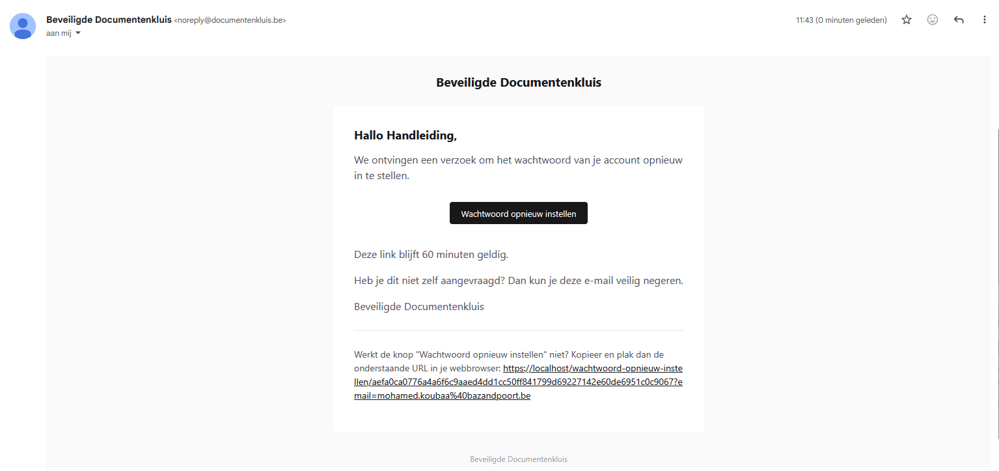 Beveiligde Documentenkluis <noreply@documentenkluis.be>
11:43 (0 minuten geleden)
aan mij
Beveiligde Documentenkluis
Hallo Handleiding,
We ontvingen een verzoek om het wachtwoord van je account opnieuw
in te stellen.
Wachtwoord opnieuw instellen
Deze link blijft 60 minuten geldig.
Heb je dit niet zelf aangevraagd? Dan kun je deze e-mail veilig negeren.
Beveiligde Documentenkluis
Werkt de knop "Wachtwoord opnieuw instellen" niet? Kopieer en plak dan de
onderstaande URL in je webbrowser: https://localhost/wachtwoord-opnieuw-inste
llen/aefa0ca0776a4a6f6c9aaed4dd1cc50ff841799d69227142e60de6951c0c9067?e
mail=mohamed.koubaa%40bazandpoort.be
Beveiligde Documentenkluis